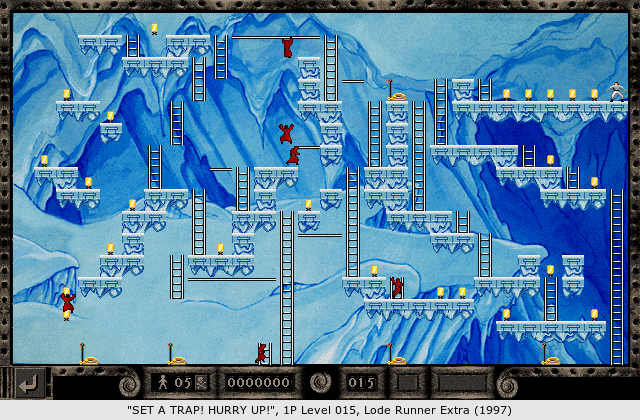 05 0000000 015
"SET A TRAP! HURRY UP!", 1P Level 015, Lode Runner Extra (1997)